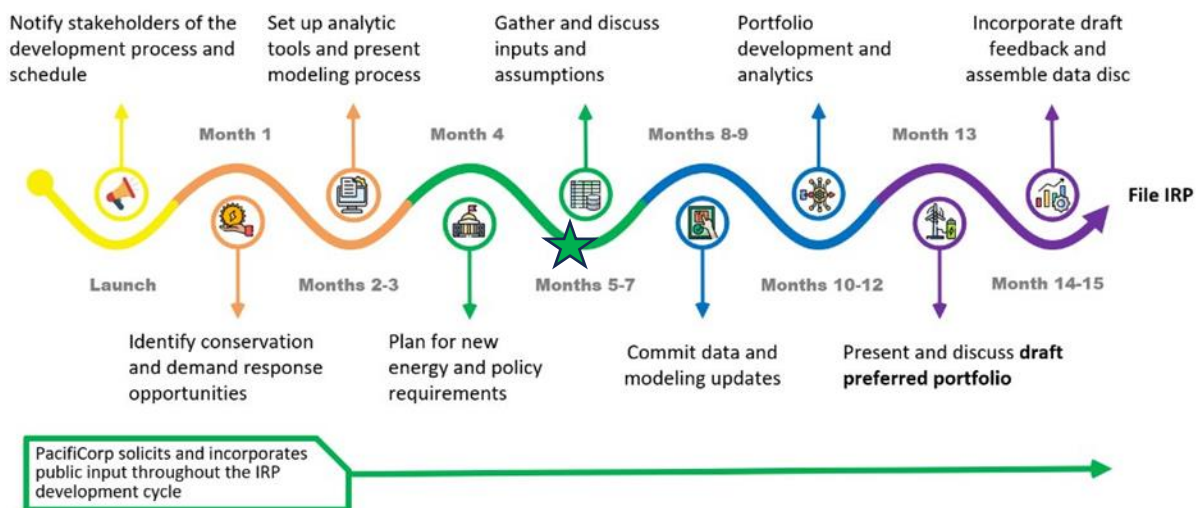 Notify stakeholders of the
development process and
schedule
Set up analytic
tools and present
modeling process
Gather and discuss
inputs and
assumptions
Portfolio
development and
analytics
Incorporate draft
feedback and
assemble data disc
Month 1
Month 4
Months 8-9
Month 13
File IRP
Launch
Months 2-3
Months 5-7
Months 10-12
Month 14-15
Identify conservation
and demand response
opportunities
Plan for new
energy and policy
requirements
Commit data and
modeling updates
Present and discuss draft
preferred portfolio
PacifiCorp solicits and incorporates
public input throughout the IRP
development cycle